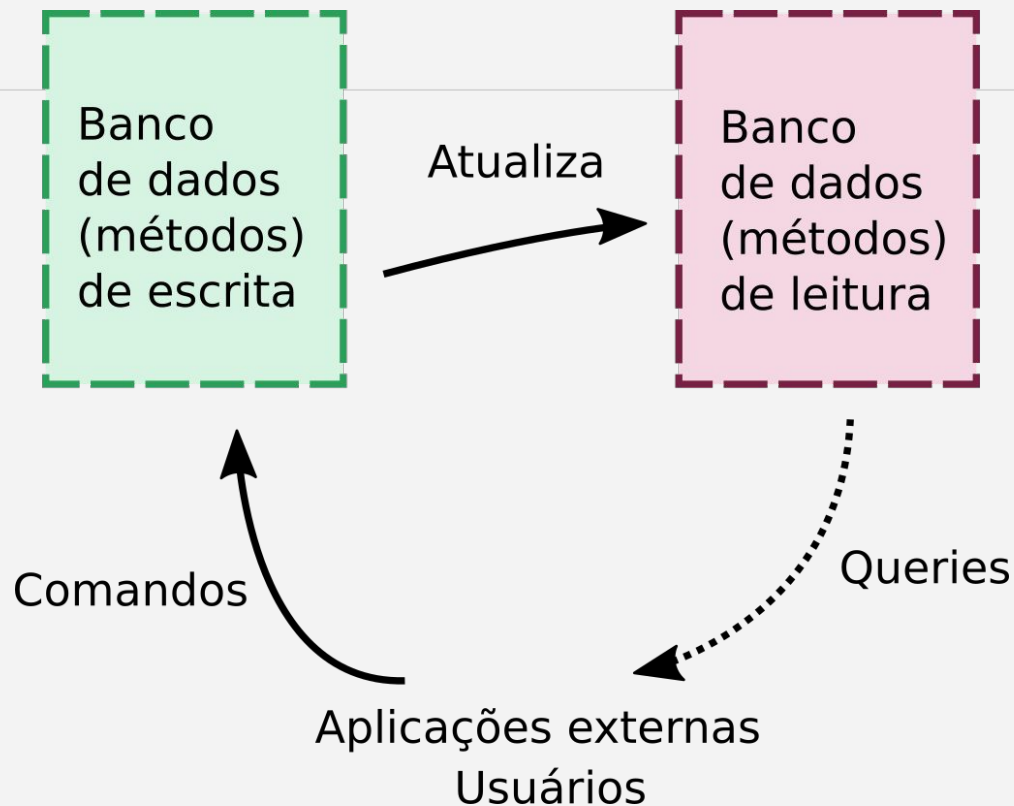 Banco
de dados
(métodos)
de escrita
Atualiza
Banco
de dados
(métodos)
de leitura
Comandos
Queries
Aplicações externas
Usuários